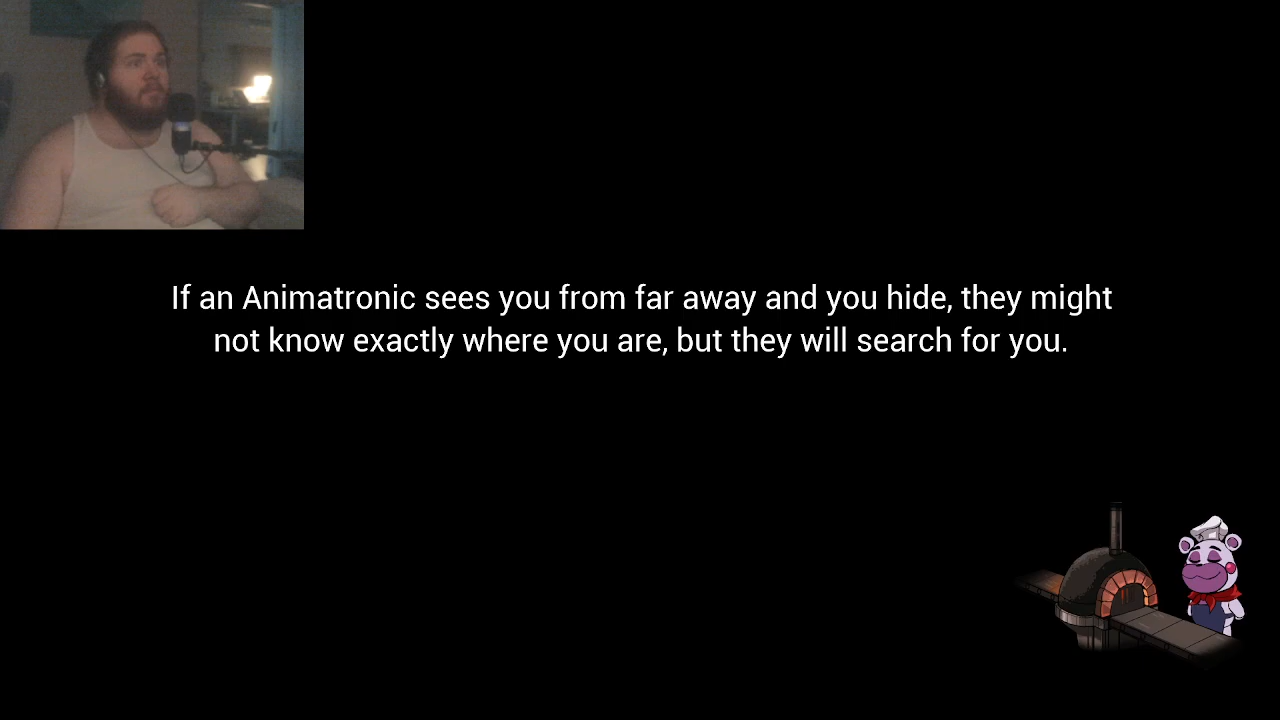 If an Animatronic sees you from far away and you hide, they might
not know exactly where you are, but they will search for you.